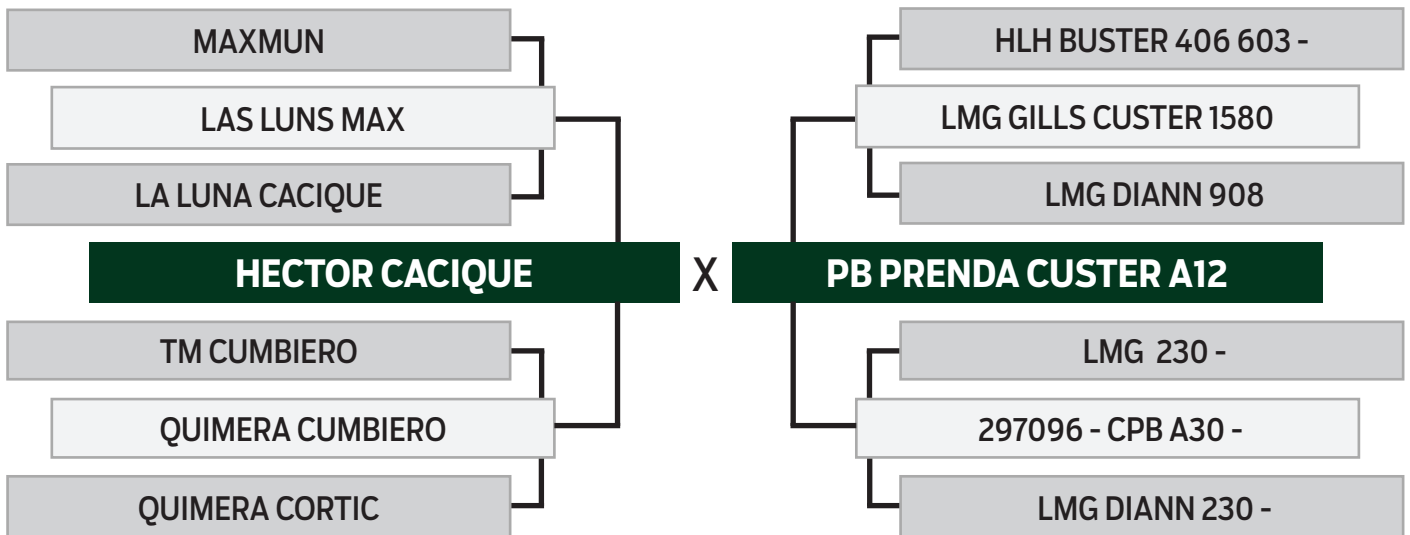 MAXMUN
LAS LUNS MAX
LA LUNA CACIQUE
HLH BUSTER 406 603 -
LMG GILLS CUSTER 1580
LMG DIANN 908
HECTOR CACIQUE X PB PRENDA CUSTER A12
TM CUMBIERO
QUIMERA CUMBIERO
QUIMERA CORTIC
LMG 230 -
297096 - CPB A30 -
LMG DIANN 230 -